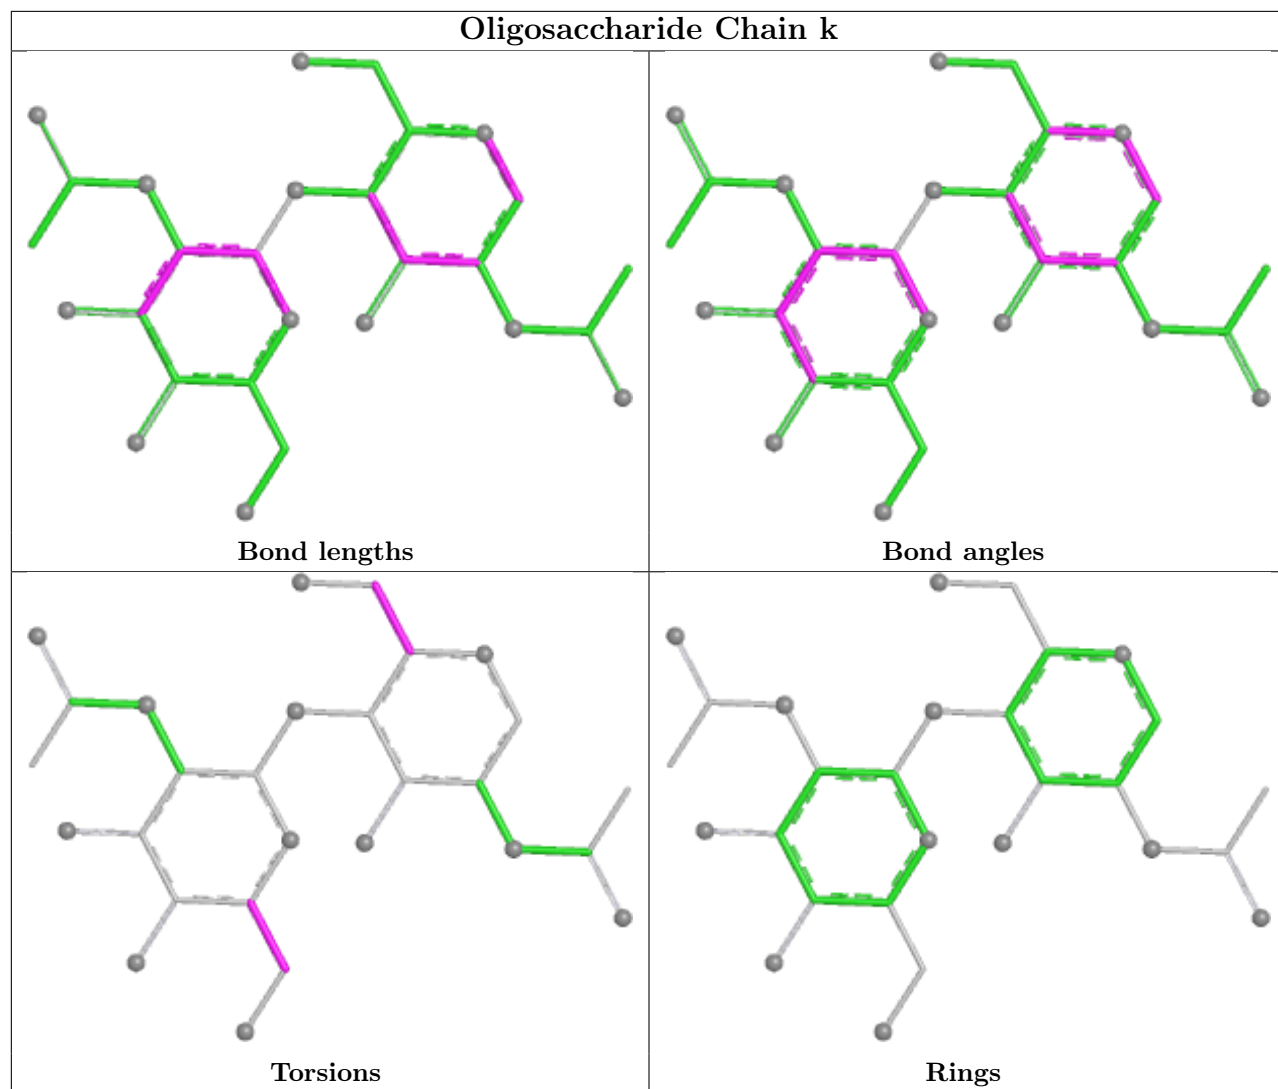 Oligosaccharide Chain k
Bond lengths
Bond angles
Torsions
Rings